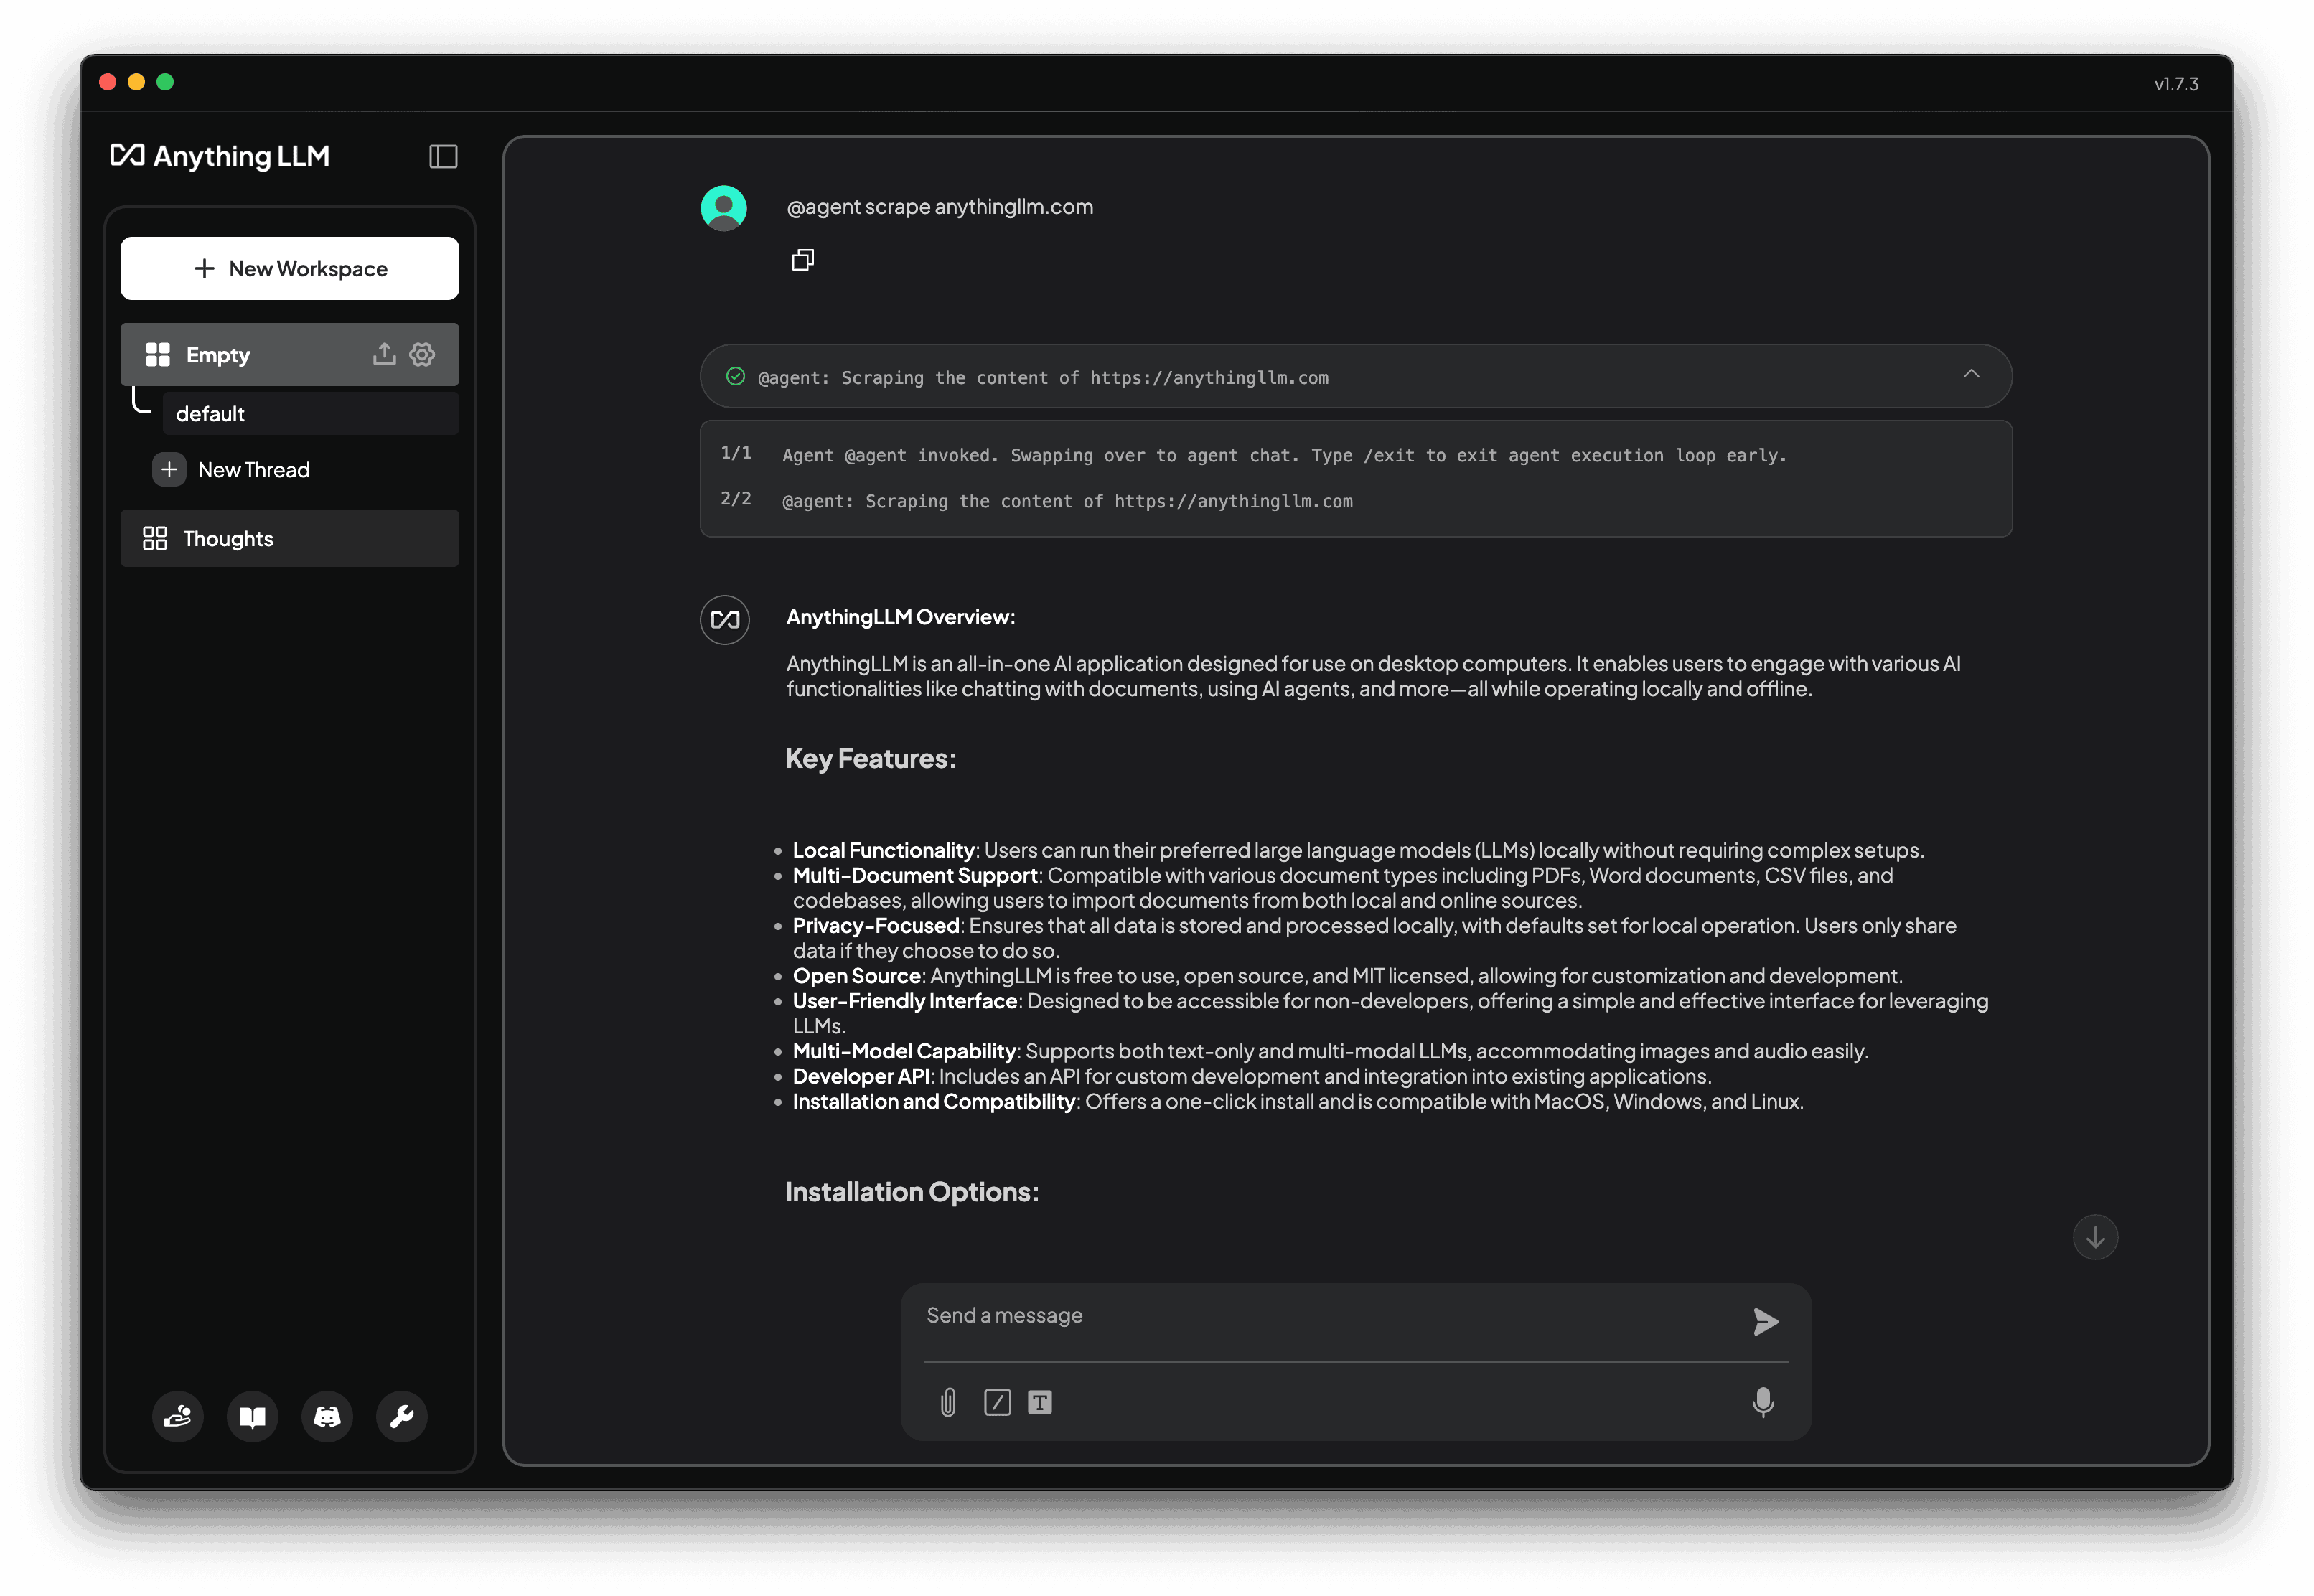 v1.7.3
Anything LLM
New Workspace
Empty
default
New Thread
Thoughts
@agent scrape anythingllm.com
@agent: Scraping the content of https://anythingllm.com
1/1 Agent @agent invoked. Swapping over to agent chat. Type /exit to exit agent execution loop early.
2/2 @agent: Scraping the content of https://anythingllm.com
AnythingLLM Overview:
AnythingLLM is an all-in-one AI application designed for use on desktop computers. It enables users to engage with various AI
functionalities like chatting with documents, using AI agents, and more—all while operating locally and offline.
Key Features:
• Local Functionality: Users can run their preferred large language models (LLMs) locally without requiring complex setups.
• Multi-Document Support: Compatible with various document types including PDFs, Word documents, CSV files, and
codebases, allowing users to import documents from both local and online sources.
• Privacy-Focused: Ensures that all data is stored and processed locally, with defaults set for local operation. Users only share
data if they choose to do so.
• Open Source: AnythingLLM is free to use, open source, and MIT licensed, allowing for customization and development.
• User-Friendly Interface: Designed to be accessible for non-developers, offering a simple and effective interface for leveraging
LLMs.
• Multi-Model Capability: Supports both text-only and multi-modal LLMs, accommodating images and audio easily.
• Developer API: Includes an API for custom development and integration into existing applications.
• Installation and Compatibility: Offers a one-click install and is compatible with MacOS, Windows, and Linux.
Installation Options:
Send a message